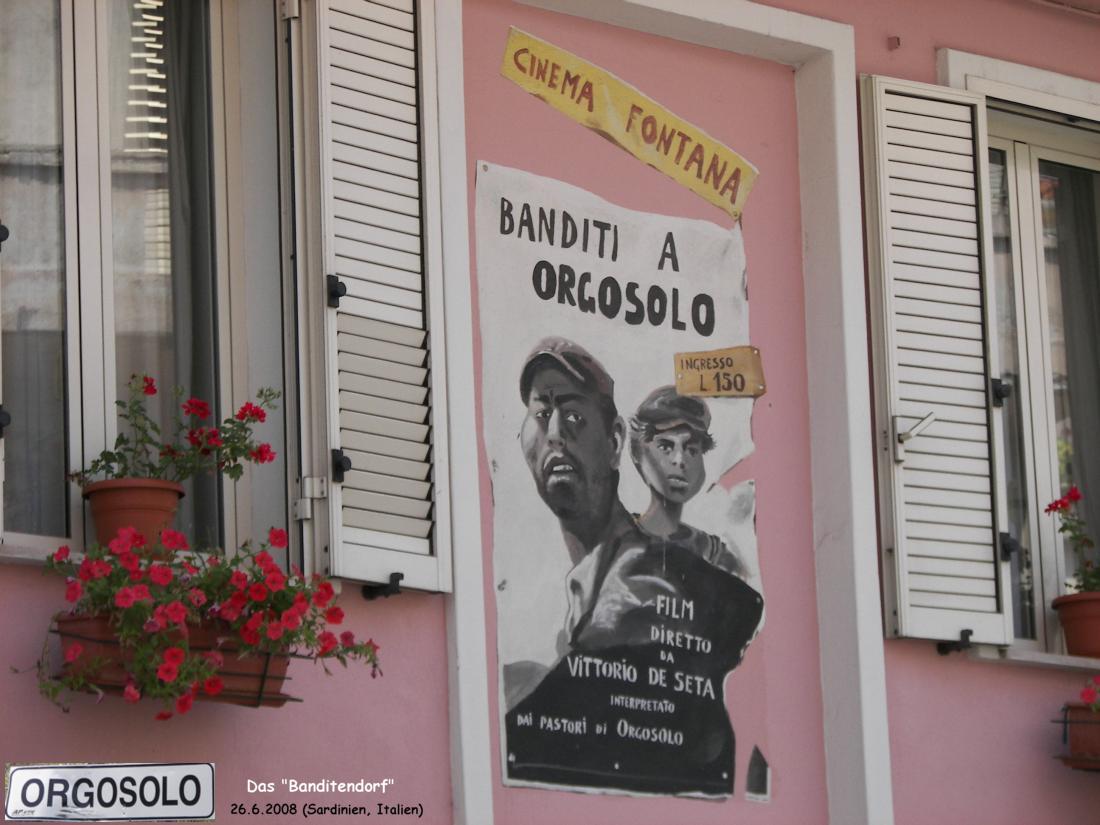 CINEMA FONTANA
BANDITI A
ORGOSOLO
INGRESSO
L 150
FILM
DIRETTO
DA
VITTORIO DE SETA
INTERPRETATO
DAI PASTORI DI ORGOSOLO
ORGOSOLO
Das "Banditendorf"
26.6.2008 (Sardinien, Italien)